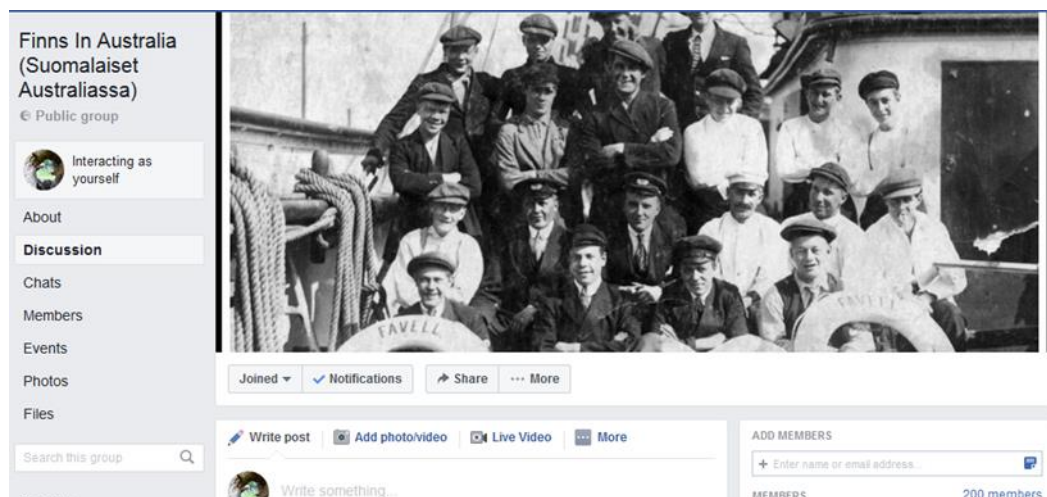 Finns In Australia
(Suomalaiset
Australiassa)
Public group
Interacting as
yourself
About
Discussion
Chats
Members
Events
Photos
Files
Search this group
FAVELL
FAVELL
Joined
Notifications
Share
More
Write post
Add photo/video
Live Video
More
Write something...
ADD MEMBERS
+ Enter name or email address...
MEMBERS
200 members